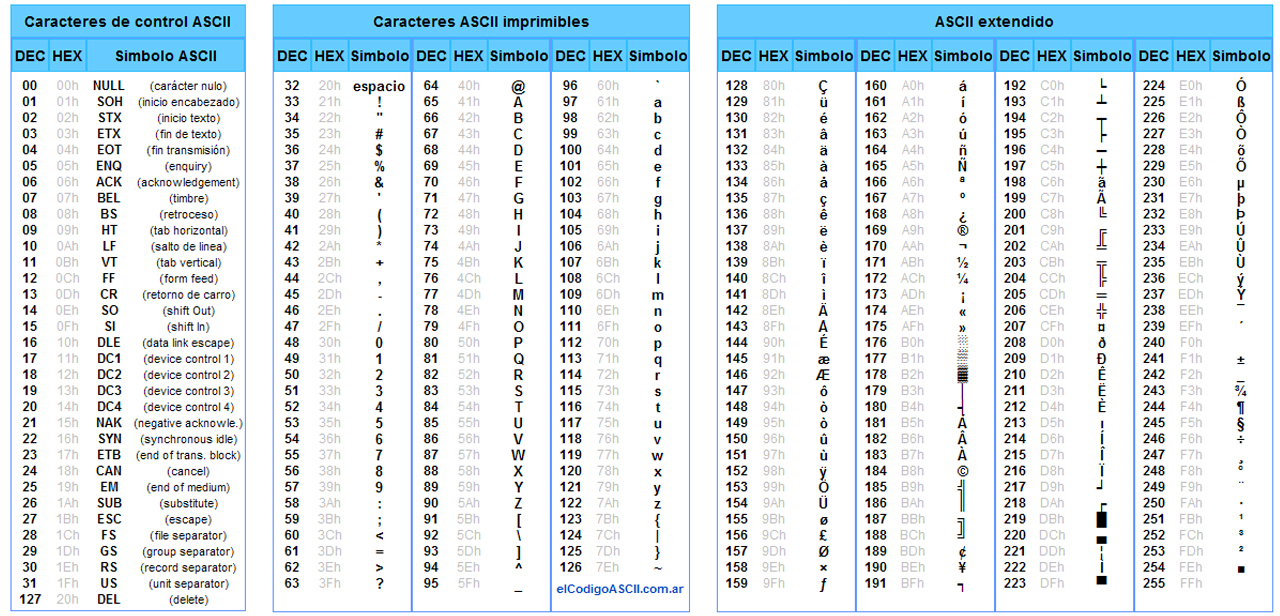 Caracteres de control ASCII
DEC HEX Simbolo ASCII
00 00h NULL (carácter nulo)
01 01h SOH (inicio encabezado)
02 02h STX (inicio texto)
03 03h ETX (fin de texto)
04 04h EOT (fin transmisión)
05 05h ENQ (enquiry)
06 06h ACK (acknowledgement)
07 07h BEL (timbre)
08 08h BS (retroceso)
09 09h HT (tab horizontal)
10 0Ah LF (salto de linea)
11 0Bh VT (tab vertical)
12 0Ch FF (form feed)
13 0Dh CR (retorno de carro)
14 0Eh SO (shift Out)
15 0Fh SI (shift In)
16 10h DLE (data link escape)
17 11h DC1 (device control 1)
18 12h DC2 (device control 2)
19 13h DC3 (device control 3)
20 14h DC4 (device control 4)
21 15h NAK (negative acknowle.)
22 16h SYN (synchronous idle)
23 17h ETB (end of trans. block)
24 18h CAN (cancel)
25 19h EM (end of medium)
26 1Ah SUB (substitute)
27 1Bh ESC (escape)
28 1Ch FS (file separator)
29 1Dh GS (group separator)
30 1Eh RS (record separator)
31 1Fh US (unit separator)
127 20h DEL (delete)
Caracteres ASCII imprimibles
DEC HEX Simbolo DEC HEX Simbolo DEC HEX Simbolo
32 20h espacio 64 40h @ 96 60h `
33 21h ! 65 41h A 97 61h a
34 22h " 66 42h B 98 62h b
35 23h # 67 43h C 99 63h c
36 24h $ 68 44h D 100 64h d
37 25h % 69 45h E 101 65h e
38 26h & 70 46h F 102 66h f
39 27h ' 71 47h G 103 67h g
40 28h ( 72 48h H 104 68h h
41 29h ) 73 49h I 105 69h i
42 2Ah * 74 4Ah J 106 6Ah j
43 2Bh + 75 4Bh K 107 6Bh k
44 2Ch , 76 4Ch L 108 6Ch l
45 2Dh - 77 4Dh M 109 6Dh m
46 2Eh . 78 4Eh N 110 6Eh n
47 2Fh / 79 4Fh O 111 6Fh o
48 30h 0 80 50h P 112 70h p
49 31h 1 81 51h Q 113 71h q
50 32h 2 82 52h R 114 72h r
51 33h 3 83 53h S 115 73h s
52 34h 4 84 54h T 116 74h t
53 35h 5 85 55h U 117 75h u
54 36h 6 86 56h V 118 76h v
55 37h 7 87 57h W 119 77h w
56 38h 8 88 58h X 120 78h x
57 39h 9 89 59h Y 121 79h y
58 3Ah : 90 5Ah Z 122 7Ah z
59 3Bh ; 91 5Bh [ 123 7Bh {
60 3Ch < 92 5Ch \ 124 7Ch |
61 3Dh = 93 5Dh ] 125 7Dh }
62 3Eh > 94 5Eh ^ 126 7Eh ~
63 3Fh ? 95 5Fh _ elCodigoASCII.com.ar
ASCII extendido
DEC HEX Simbolo DEC HEX Simbolo DEC HEX Simbolo DEC HEX Simbolo
128 80h Ç 160 A0h á 192 C0h └ 224 E0h Ó
129 81h ü 161 A1h í 193 C1h ┴ 225 E1h ß
130 82h é 162 A2h ó 194 C2h ┬ 226 E2h Ô
131 83h â 163 A3h ú 195 C3h ├ 227 E3h Ò
132 84h ä 164 A4h ñ 196 C4h ─ 228 E4h õ
133 85h à 165 A5h Ñ 197 C5h ┼ 229 E5h Õ
134 86h å 166 A6h ª 198 C6h ã 230 E6h µ
135 87h ç 167 A7h º 199 C7h Ã 231 E7h þ
136 88h ê 168 A8h ¿ 200 C8h ╚ 232 E8h Þ
137 89h ë 169 A9h ® 201 C9h ╔ 233 E9h Ú
138 8Ah è 170 AAh ¬ 202 CAh ╩ 234 EAh Û
139 8Bh ï 171 ABh ½ 203 CBh ╦ 235 EBh Ù
140 8Ch î 172 ACh ¼ 204 CCh ╠ 236 ECh ý
141 8Dh ì 173 ADh ¡ 205 CDh ═ 237 EDh Ý
142 8Eh Ä 174 AEh « 206 CEh ╬ 238 EEh ¯
143 8Fh Å 175 AFh » 207 CFh ¤ 239 EFh ´
144 90h É 176 B0h ░ 208 D0h ð 240 F0h
145 91h æ 177 B1h ▒ 209 D1h Ð 241 F1h ±
146 92h Æ 178 B2h ▓ 210 D2h Ê 242 F2h ‗
147 93h ô 179 B3h │ 211 D3h Ë 243 F3h ¾
148 94h ò 180 B4h ┤ 212 D4h È 244 F4h ¶
149 95h ò 181 B5h Á 213 D5h ı 245 F5h §
150 96h û 182 B6h Â 214 D6h Í 246 F6h ÷
151 97h ù 183 B7h À 215 D7h Î 247 F7h ¸
152 98h ÿ 184 B8h © 216 D8h Ï 248 F8h °
153 99h Ö 185 B9h ╣ 217 D9h ┘ 249 F9h ¨
154 9Ah Ü 186 BAh ║ 218 DAh ┌ 250 FAh ·
155 9Bh ø 187 BBh ╗ 219 DBh █ 251 FBh ¹
156 9Ch £ 188 BCh ╝ 220 DCh ▄ 252 FCh ³
157 9Dh Ø 189 BDh ¢ 221 DDh ¦ 253 FDh ²
158 9Eh × 190 BEh ¥ 222 DEh Ì 254 FEh ■
159 9Fh ƒ 191 BFh ┐ 223 DFh ▀ 255 FFh